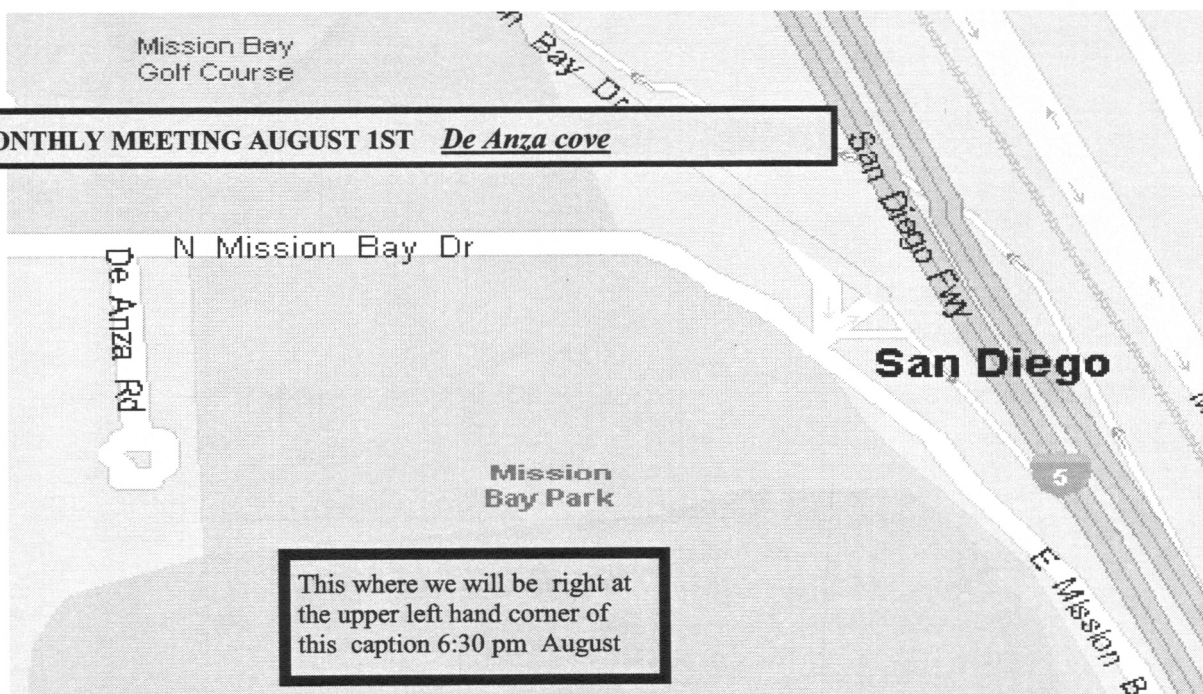 Mission Bay
Golf Course
n Bay Dr
ONTHLY MEETING AUGUST 1ST De Anza cove
San Diego Fwy
N Mission Bay Dr
De Anza Rd
San Diego
Mission
Bay Park
5
This where we will be right at
the upper left hand corner of
this caption 6:30 pm August
E Mission B